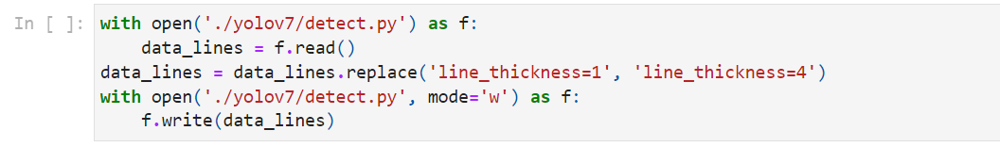 In [ ]: with open('./yolov7/detect.py') as f:
    data_lines = f.read()
data_lines = data_lines.replace('line_thickness=1', 'line_thickness=4')
with open('./yolov7/detect.py', mode='w') as f:
    f.write(data_lines)